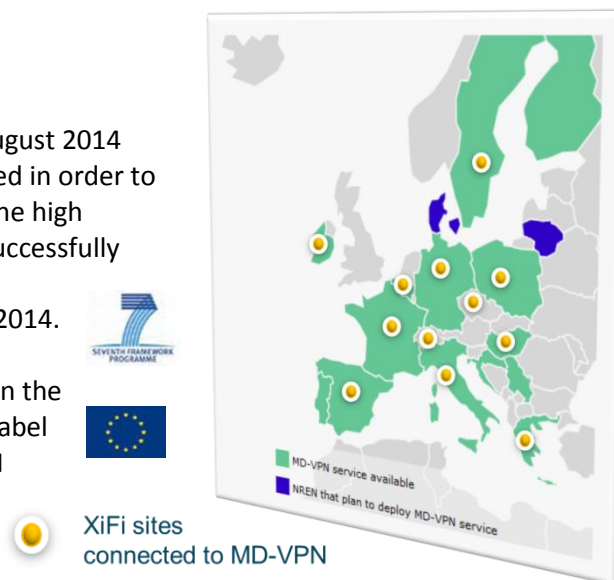 ugust 2014
ed in order to
he high
uccessfully
2014.
n the
abel
SEVENTH FRAMEWORK
PROGRAMME
MD-VPN service available
NREN that plan to deploy MD-VPN service
XiFi sites
connected to MD-VPN